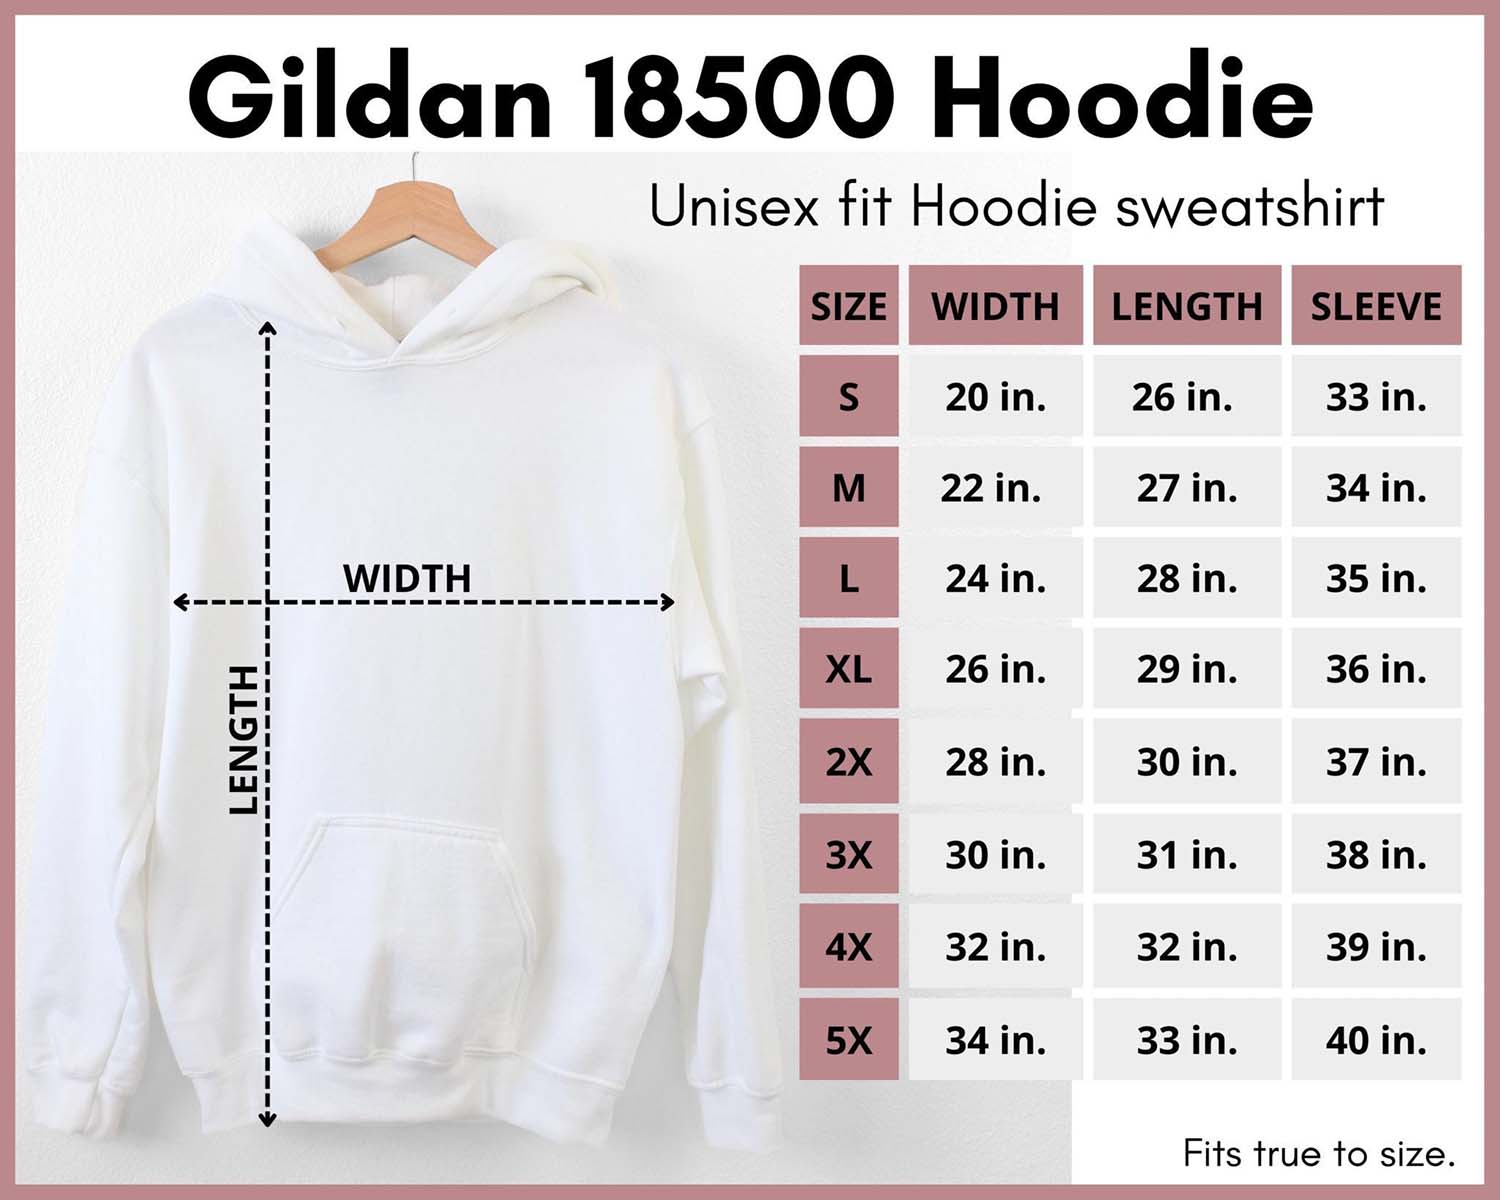 Gildan 18500 Hoodie
Unisex fit Hoodie sweatshirt
SIZE WIDTH LENGTH SLEEVE
S 20 in. 26 in. 33 in.
M 22 in. 27 in. 34 in.
L 24 in. 28 in. 35 in.
XL 26 in. 29 in. 36 in.
2X 28 in. 30 in. 37 in.
3X 30 in. 31 in. 38 in.
4X 32 in. 32 in. 39 in.
5X 34 in. 33 in. 40 in.
WIDTH
LENGTH
Fits true to size.